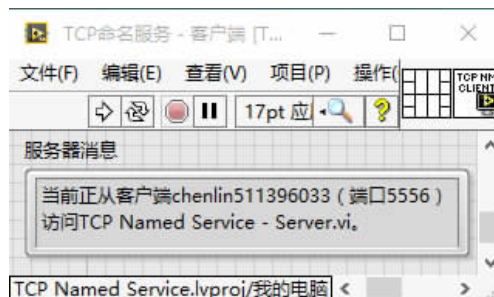 TCP命名服务 - 客户端 [T...
文件(F) 编辑(E) 查看(V) 项目(P) 操作(
17pt 应
TCP NM
CLIENT
服务器消息
当前正从客户端chenlin511396033（端口5556）
访问TCP Named Service - Server.vi。
TCP Named Service.lvproj/我的电脑